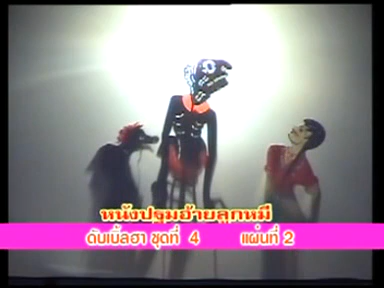 หนังปฐมอ้ายลูกหมี
ดับเบิ้ลฮา ชุดที่ 4 แผ่นที่ 2